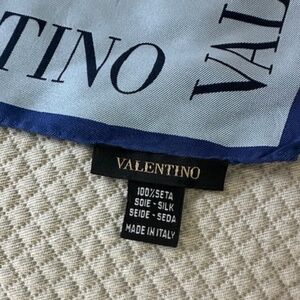 TINO
VAL
VALENTINO
100%SETA
SOIE - SILK
SEIDE - SEDA
MADE IN ITALY